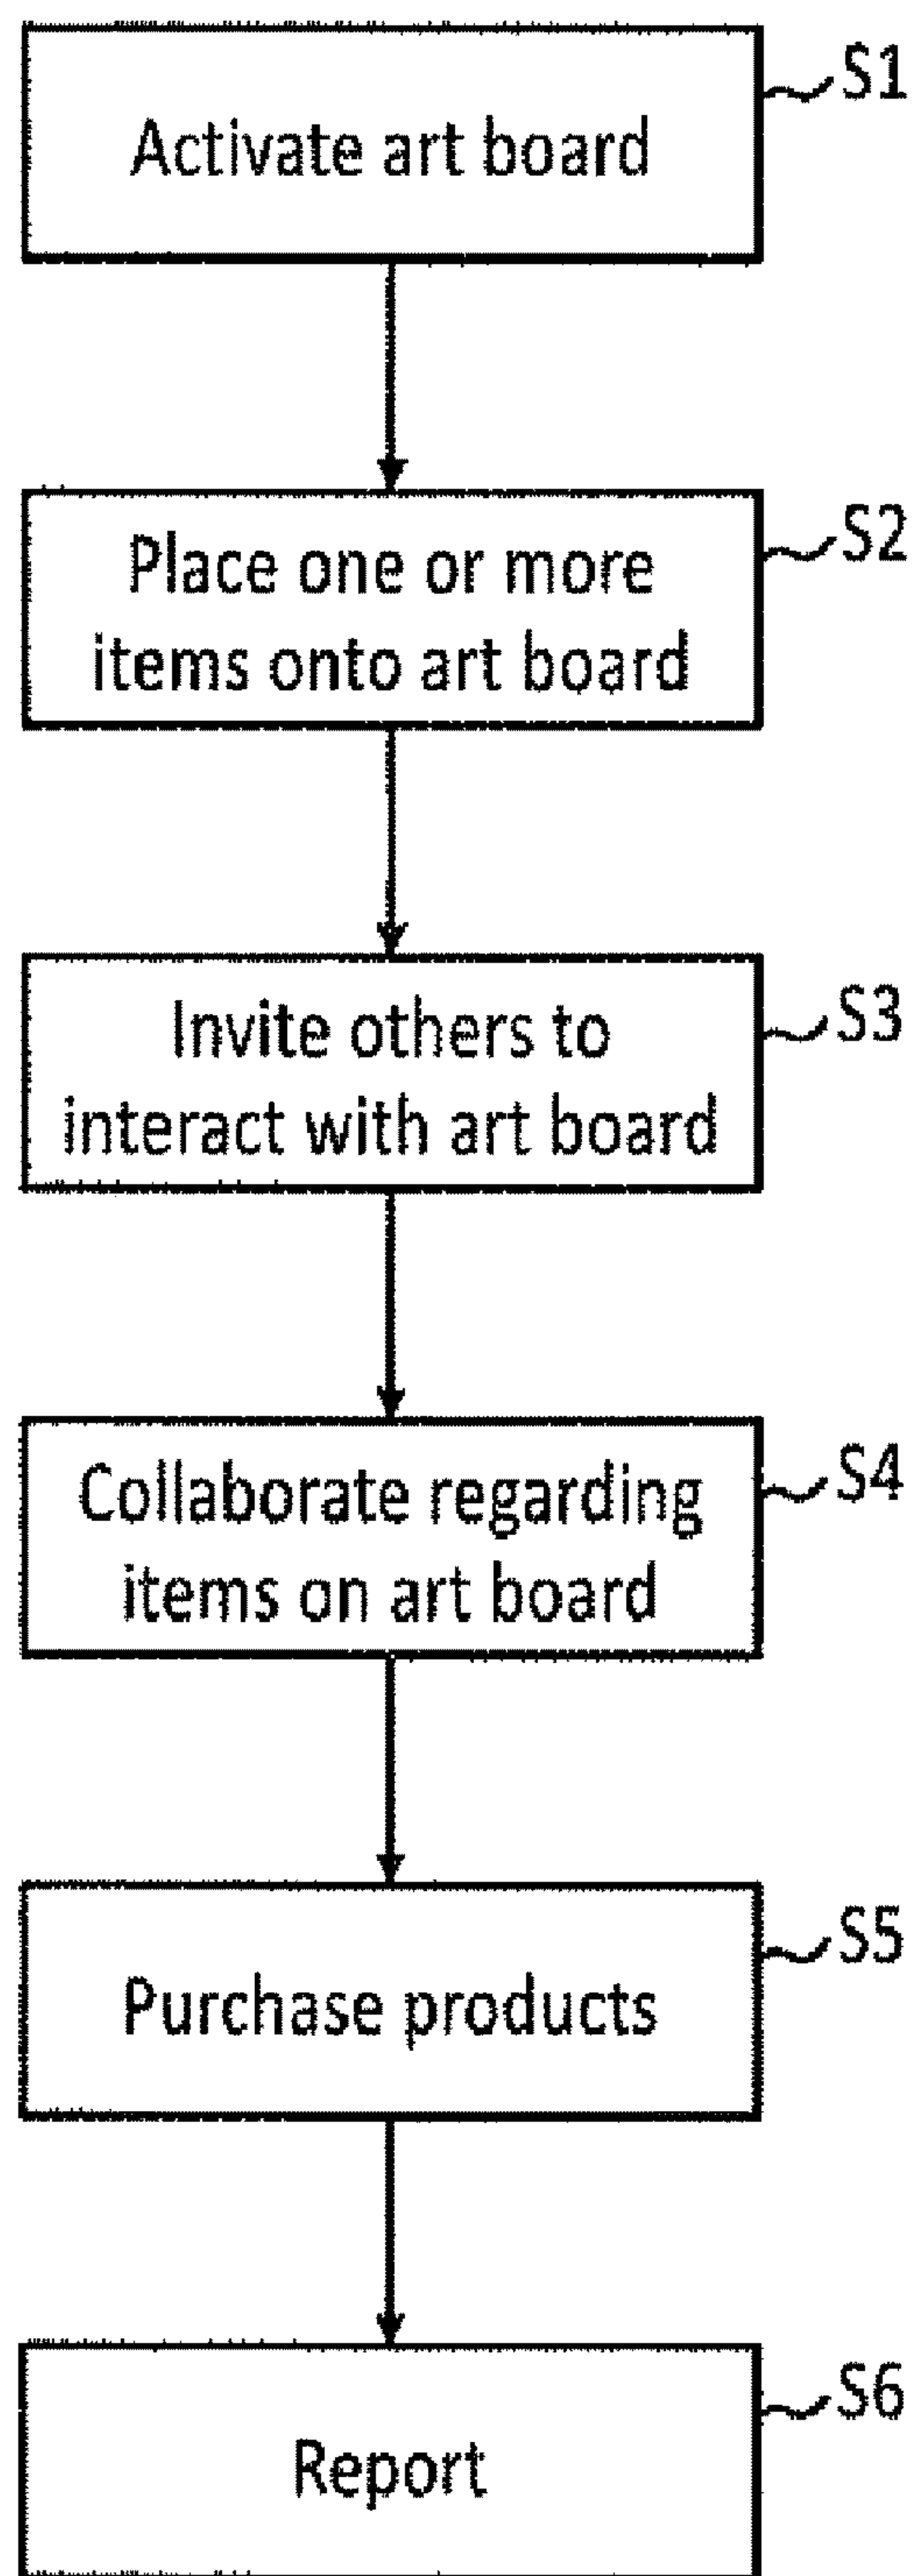 Activate art board
S1
Place one or more
items onto art board
S2
Invite others to
interact with art board
S3
Collaborate regarding
items on art board
S4
Purchase products
S5
Report
S6